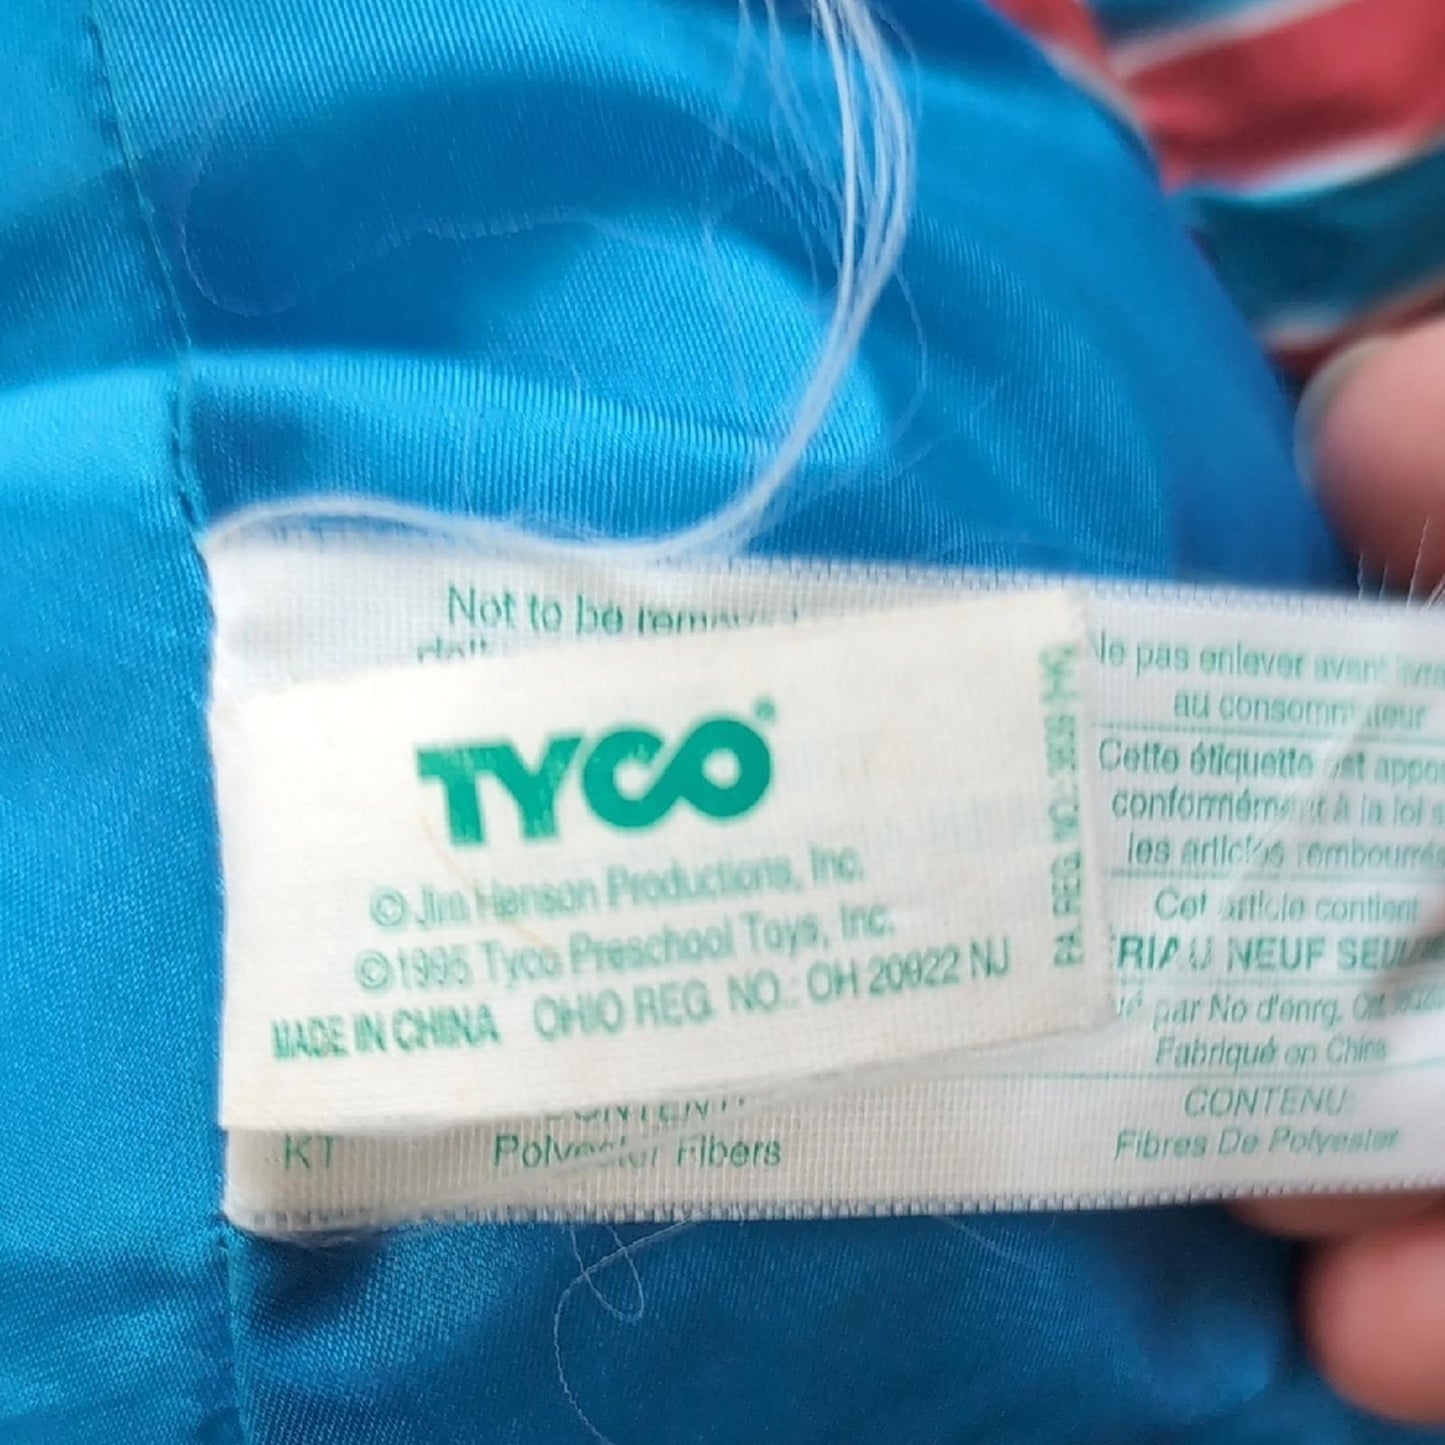 Not to be
TYCO®
© Jim Henson Productions, Inc.
© 1995 Tyco Preschool Toys, Inc.
MADE IN CHINA OHIO REG. NO.: OH 20922 NJ
PA. REG. NO.:
KT
Polyester Fibers
Ne pas enlever avant
au consommateur
Cette étiquette est
conformément à la loi
les articles rembourrés
Cet article contient
NEUF
par No d'enrg.
Fabriqué en Chine
CONTENU:
Fibres De Polyester